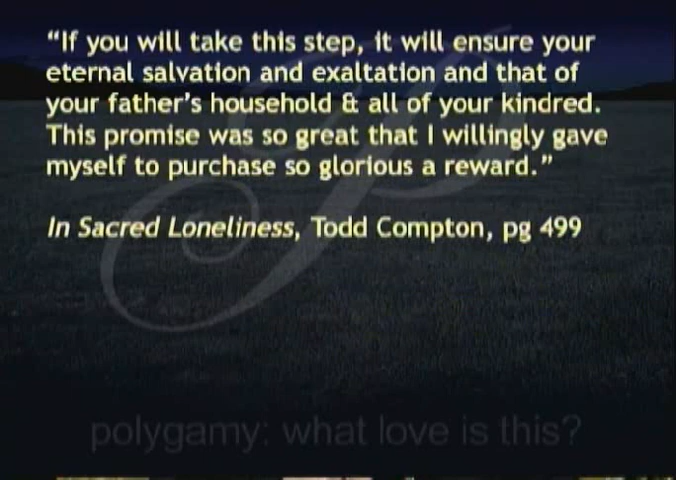 “If you will take this step, it will ensure your
eternal salvation and exaltation and that of
your father’s household & all of your kindred.
This promise was so great that I willingly gave
myself to purchase so glorious a reward.”
In Sacred Loneliness, Todd Compton, pg 499
polygamy: what love is this?